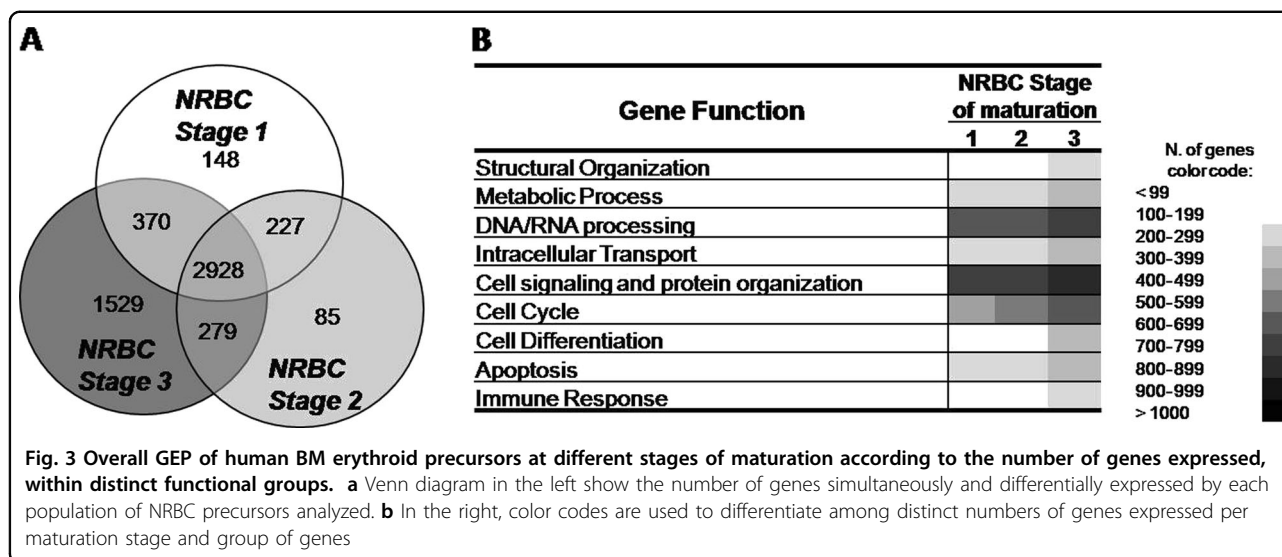 A
NRBC
Stage 1
148
370
227
2928
1529
279
85
NRBC
Stage 3
NRBC
Stage 2
B
Gene Function
NRBC Stage
of maturation
1 2 3
Structural Organization
Metabolic Process
DNA/RNA processing
Intracellular Transport
Cell signaling and protein organization
Cell Cycle
Cell Differentiation
Apoptosis
Immune Response
N. of genes
color code:
<99
100-199
200-299
300-399
400-499
500-599
600-699
700-799
800-899
900-999
>1000
Fig. 3 Overall GEP of human BM erythroid precursors at different stages of maturation according to the number of genes expressed,
within distinct functional groups. a Venn diagram in the left show the number of genes simultaneously and differentially expressed by each
population of NRBC precursors analyzed. b In the right, color codes are used to differentiate among distinct numbers of genes expressed per
maturation stage and group of genes